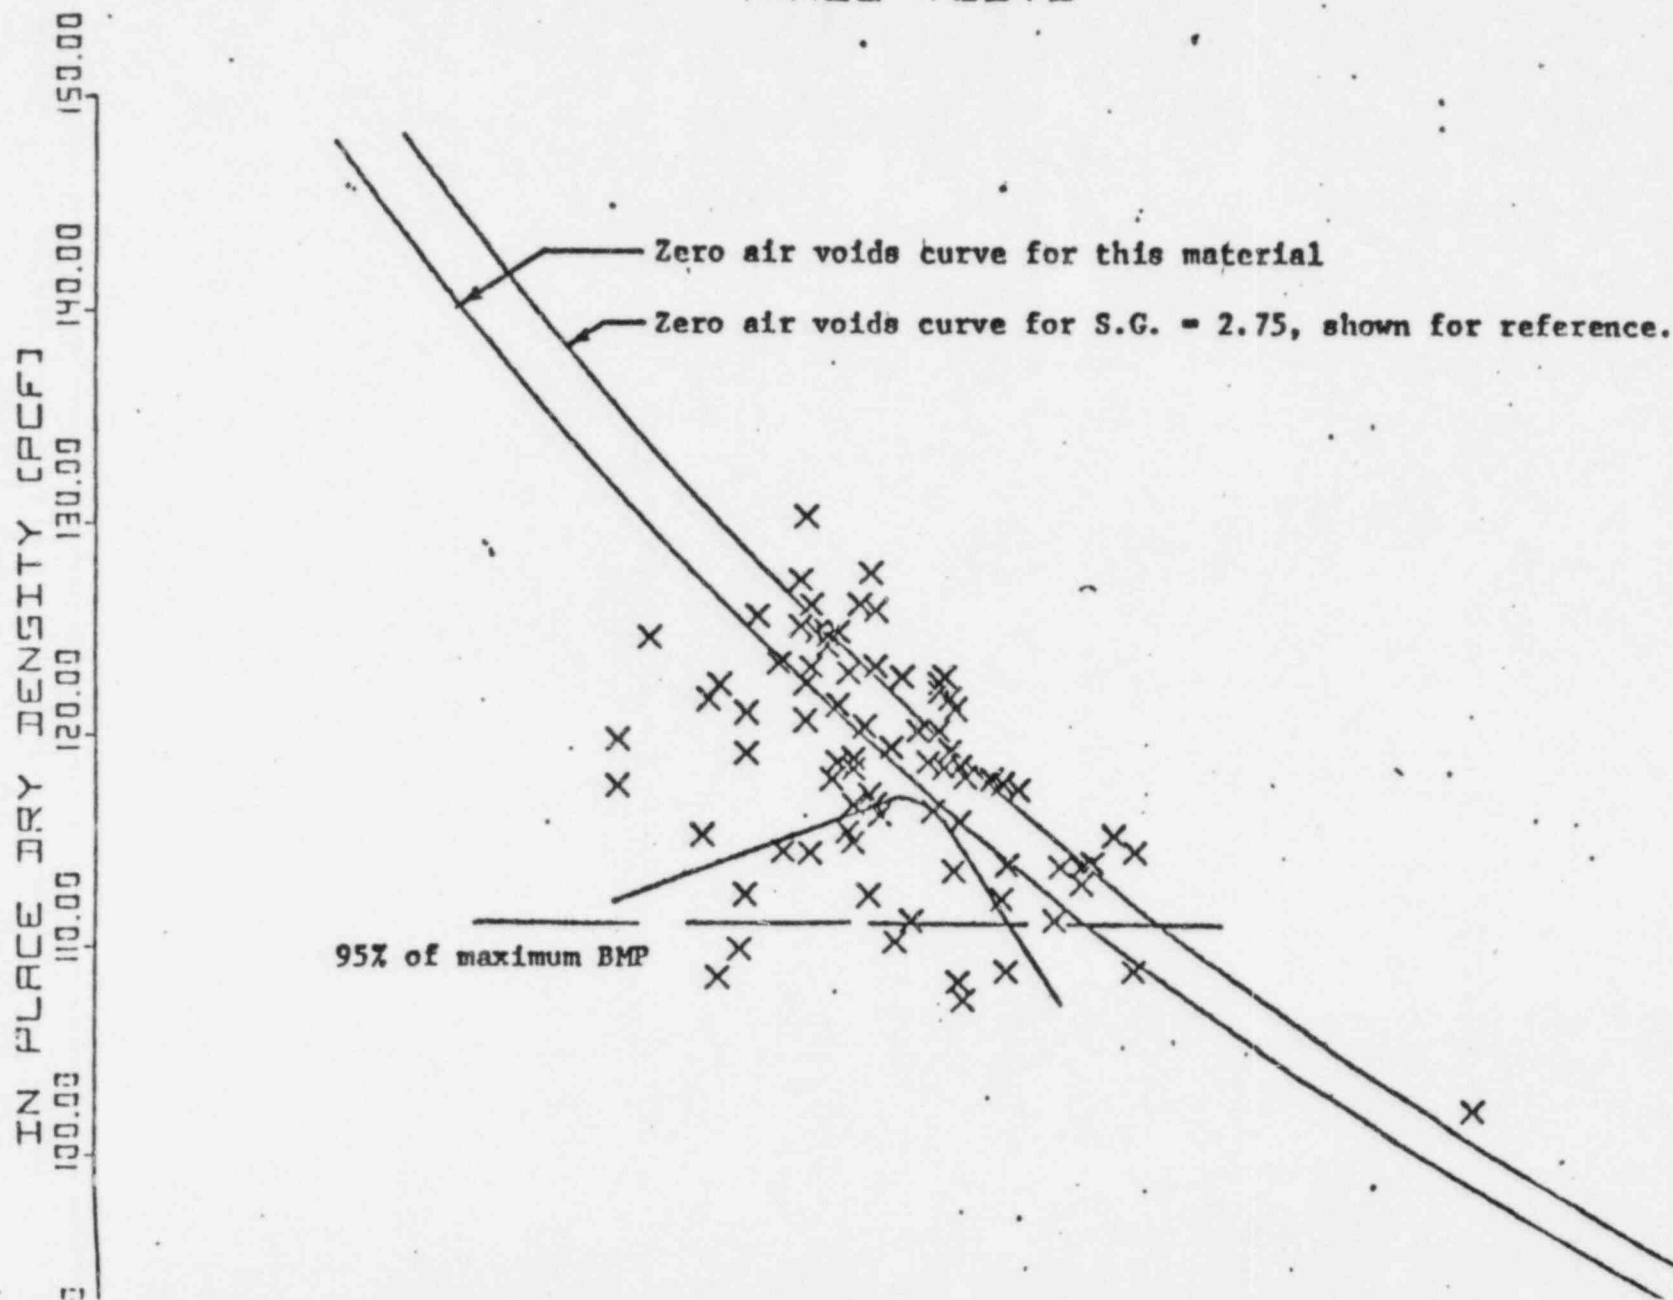 Zero air voids curve for this material
Zero air voids curve for S.G. = 2.75, shown for reference.
95% of maximum BMP
IN PLACE DRY DENSITY [PCF]
150.00
140.00
130.00
120.00
110.00
100.00